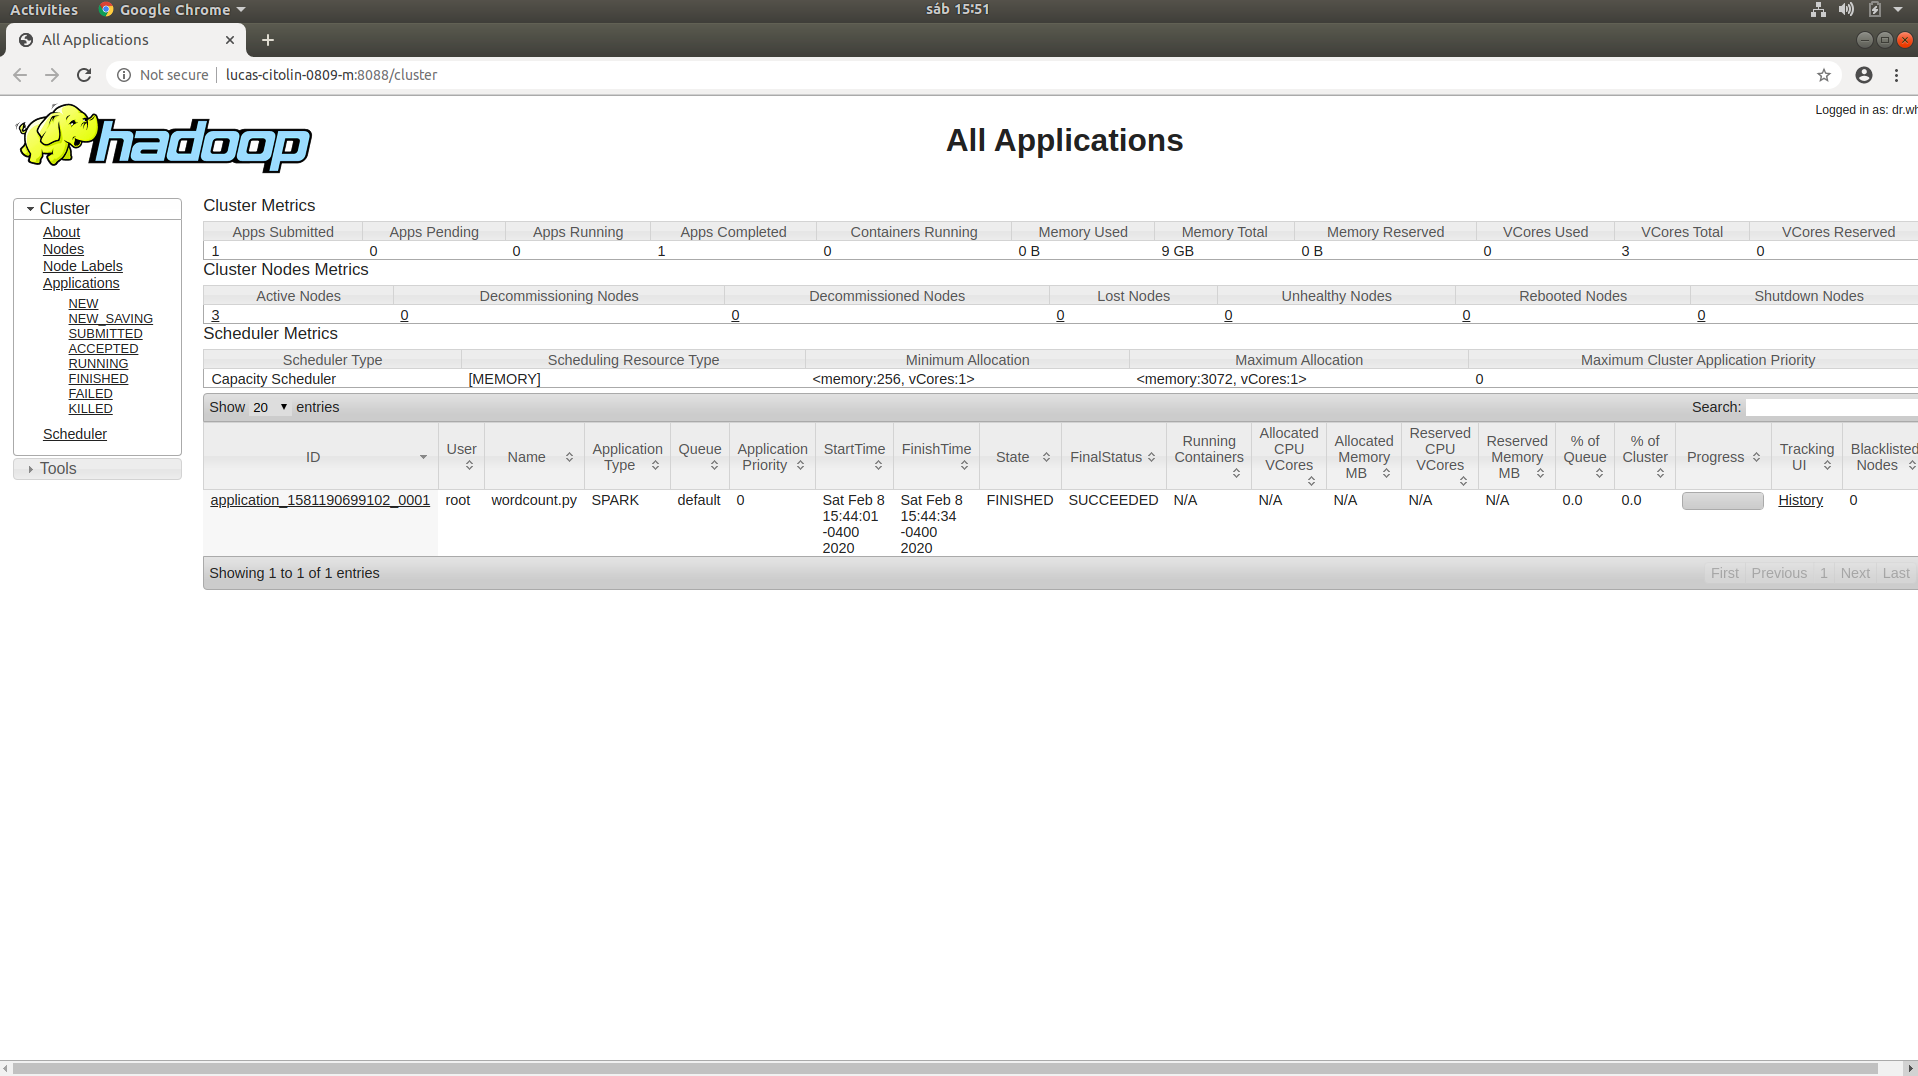 Activities Google Chrome sáb 15:51
All Applications
Not secure lucas-citolin-0809-m:8088/cluster
Logged in as: dr.wh
hadoop
All Applications
Cluster
About
Nodes
Node Labels
Applications
NEW
NEW_SAVING
SUBMITTED
ACCEPTED
RUNNING
FINISHED
FAILED
KILLED
Scheduler
Tools
Cluster Metrics
Apps Submitted Apps Pending Apps Running Apps Completed Containers Running Memory Used Memory Total Memory Reserved VCores Used VCores Total VCores Reserved
1 0 0 1 0 0 B 9 GB 0 B 0 3 0
Cluster Nodes Metrics
Active Nodes Decommissioning Nodes Decommissioned Nodes Lost Nodes Unhealthy Nodes Rebooted Nodes Shutdown Nodes
3 0 0 0 0 0 0
Scheduler Metrics
Scheduler Type Scheduling Resource Type Minimum Allocation Maximum Allocation Maximum Cluster Application Priority
Capacity Scheduler [MEMORY] <memory:256, vCores:1> <memory:3072, vCores:1> 0
Show 20 entries Search:
ID User Name Application Type Queue Application Priority StartTime FinishTime State FinalStatus Running Containers Allocated CPU VCores Allocated Memory MB Reserved CPU VCores Reserved Memory MB % of Queue % of Cluster Progress Tracking UI Blacklisted Nodes
application_1581190699102_0001 root wordcount.py SPARK default 0 Sat Feb 8 15:44:01 -0400 2020 Sat Feb 8 15:44:34 -0400 2020 FINISHED SUCCEEDED N/A N/A N/A N/A N/A 0.0 0.0 History 0
Showing 1 to 1 of 1 entries First Previous 1 Next Last